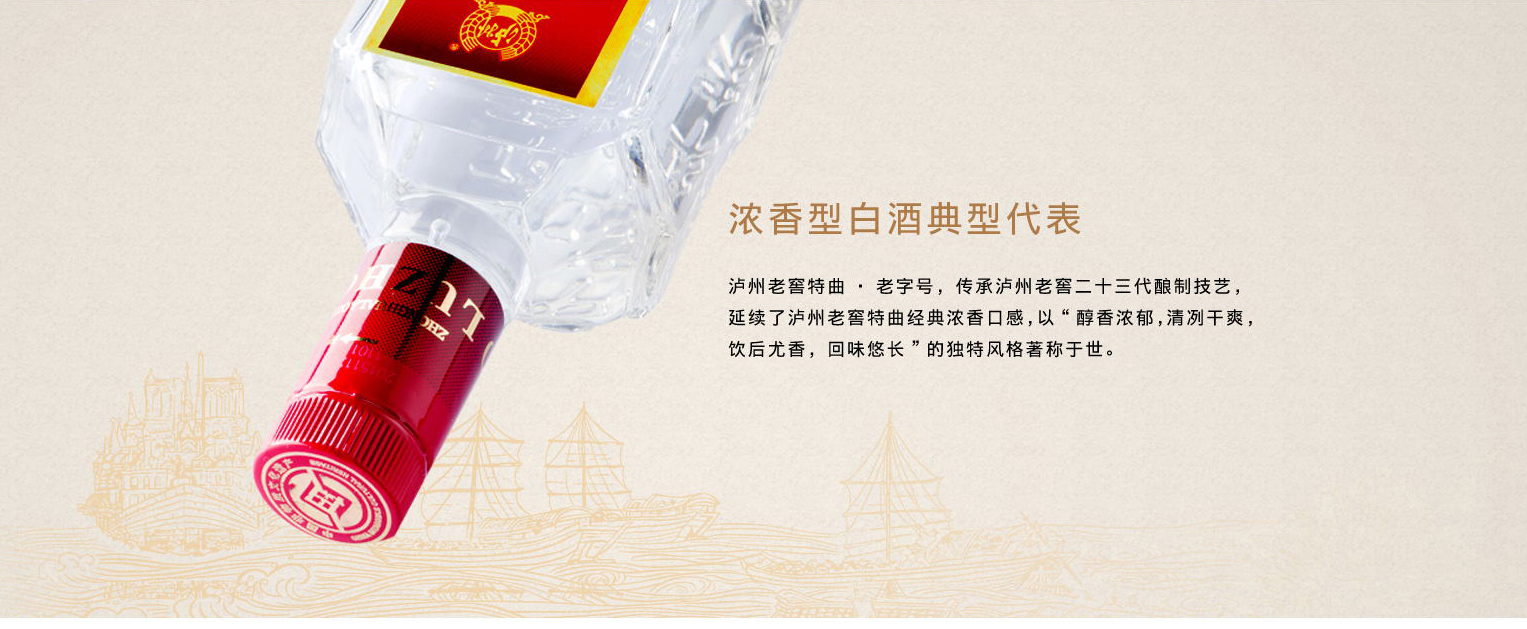 浓香型白酒典型代表
泸州老窖特曲 · 老字号，传承泸州老窖二十三代酿制技艺，
延续了泸州老窖特曲经典浓香口感，以“醇香浓郁，清冽干爽，
饮后尤香，回味悠长”的独特风格著称于世。